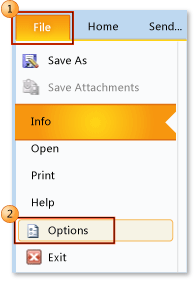 1
File Home Send...
Save As
Save Attachments
Info
Open
Print
Help
2
Options
Exit